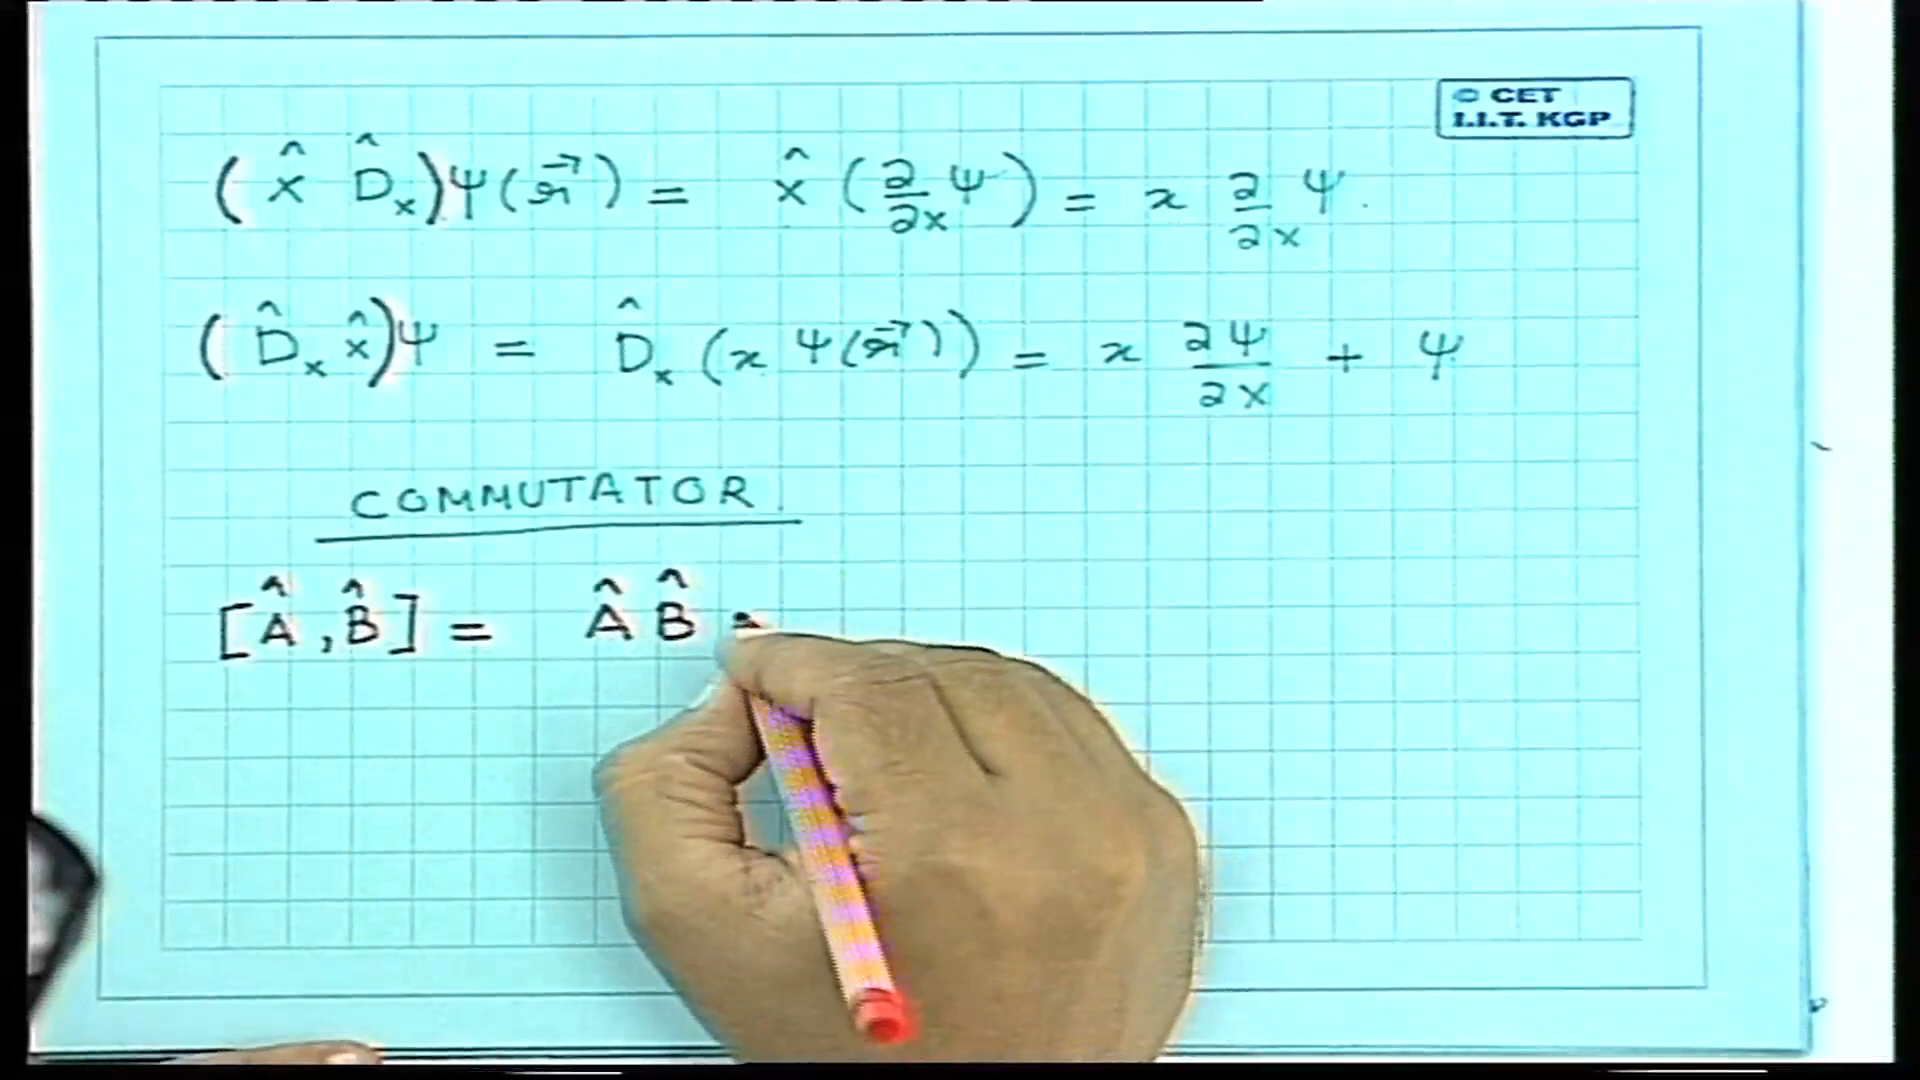 © CET
I.I.T. KGP
(x̂ D̂ₓ)ψ(r⃗) = x̂ (∂/∂x ψ) = x ∂/∂x ψ.
(D̂ₓ x̂)ψ = D̂ₓ (x ψ(r⃗)) = x ∂ψ/∂x + ψ
COMMUTATOR
[Â, B̂] = Â B̂